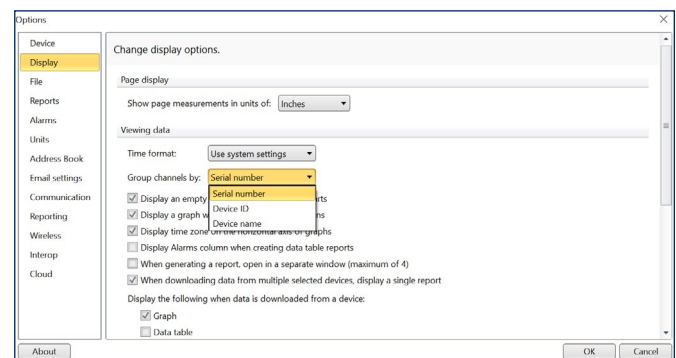 Options
Device
Display
File
Reports
Alarms
Units
Address Book
Email settings
Communication
Reporting
Wireless
Interop
Cloud
Change display options.
Page display
Show page measurements in units of: Inches
Viewing data
Time format: Use system settings
Group channels by: Serial number
Serial number
Device ID
Device name
Display an empty
Display a graph
Display time zone on the horizontal axis of graphs
Display Alarms column when creating data table reports
When generating a report, open in a separate window (maximum of 4)
When downloading data from multiple selected devices, display a single report
Display the following when data is downloaded from a device:
Graph
Data table
About
OK
Cancel